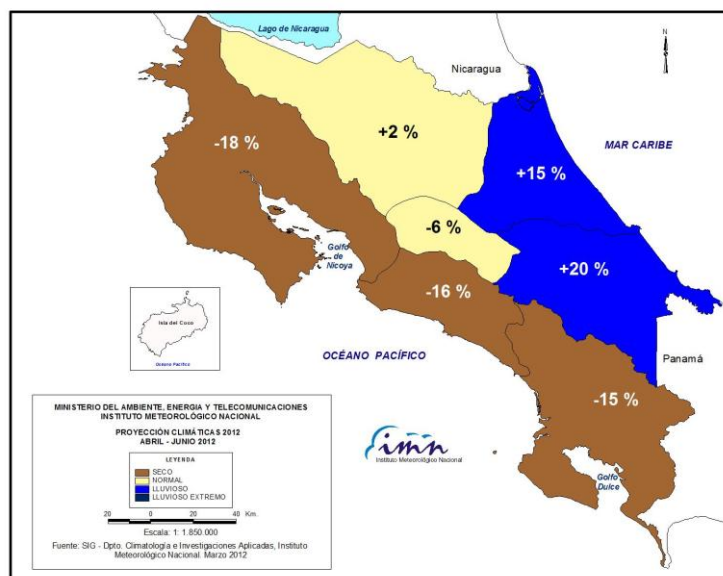 Lago de Nicaragua
Nicaragua
N
MAR CARIBE
+2 %
-18 %
+15 %
-6 %
Golfo
de
Nicoya
+20 %
-16 %
Isla del Coco
Océano Pacífico
OCÉANO PACÍFICO
Panamá
-15 %
Golfo
Dulce
imn
Instituto Meteorológico Nacional
MINISTERIO DEL AMBIENTE, ENERGIA Y TELECOMUNICACIONES
INSTITUTO METEOROLÓGICO NACIONAL
PROYECCIÓN CLIMÁTICAS 2012
ABRIL - JUNIO 2012
LEYENDA
SECO
NORMAL
LLUVIOSO
LLUVIOSO EXTREMO
20 0 20 40 Km.
Escala: 1: 1.850.000
Fuente: SIG - Dpto. Climatología e Investigaciones Aplicadas, Instituto
Meteorológico Nacional. Marzo 2012